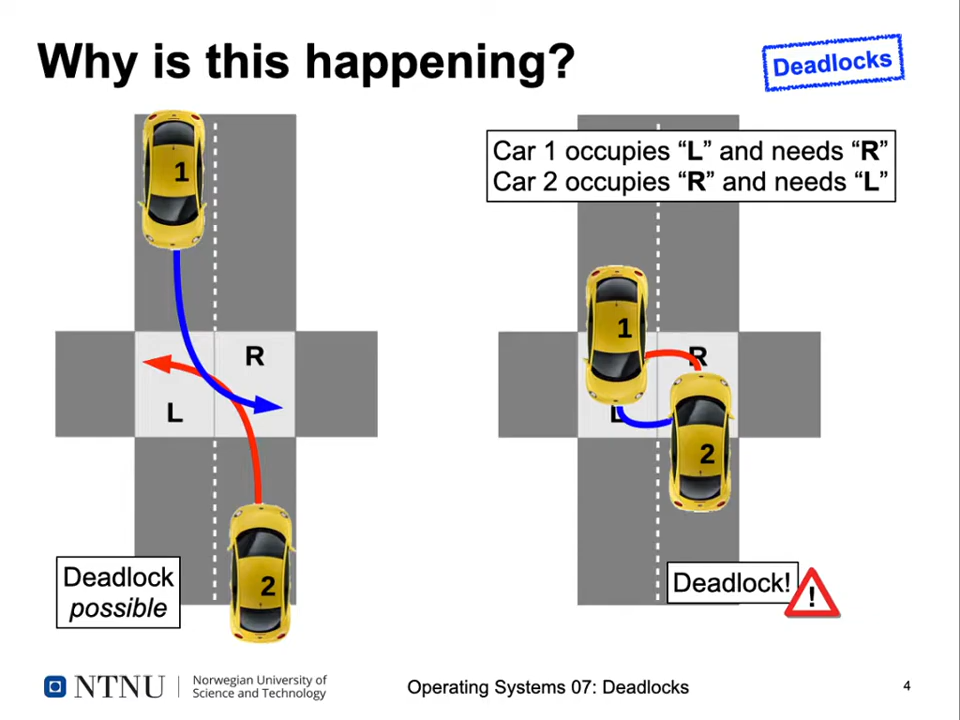 Why is this happening?
Deadlocks
1
R
L
2
Deadlock
possible
Car 1 occupies “L” and needs “R”
Car 2 occupies “R” and needs “L”
1
R
L
2
Deadlock!
!
NTNU
Norwegian University of
Science and Technology
Operating Systems 07: Deadlocks
4